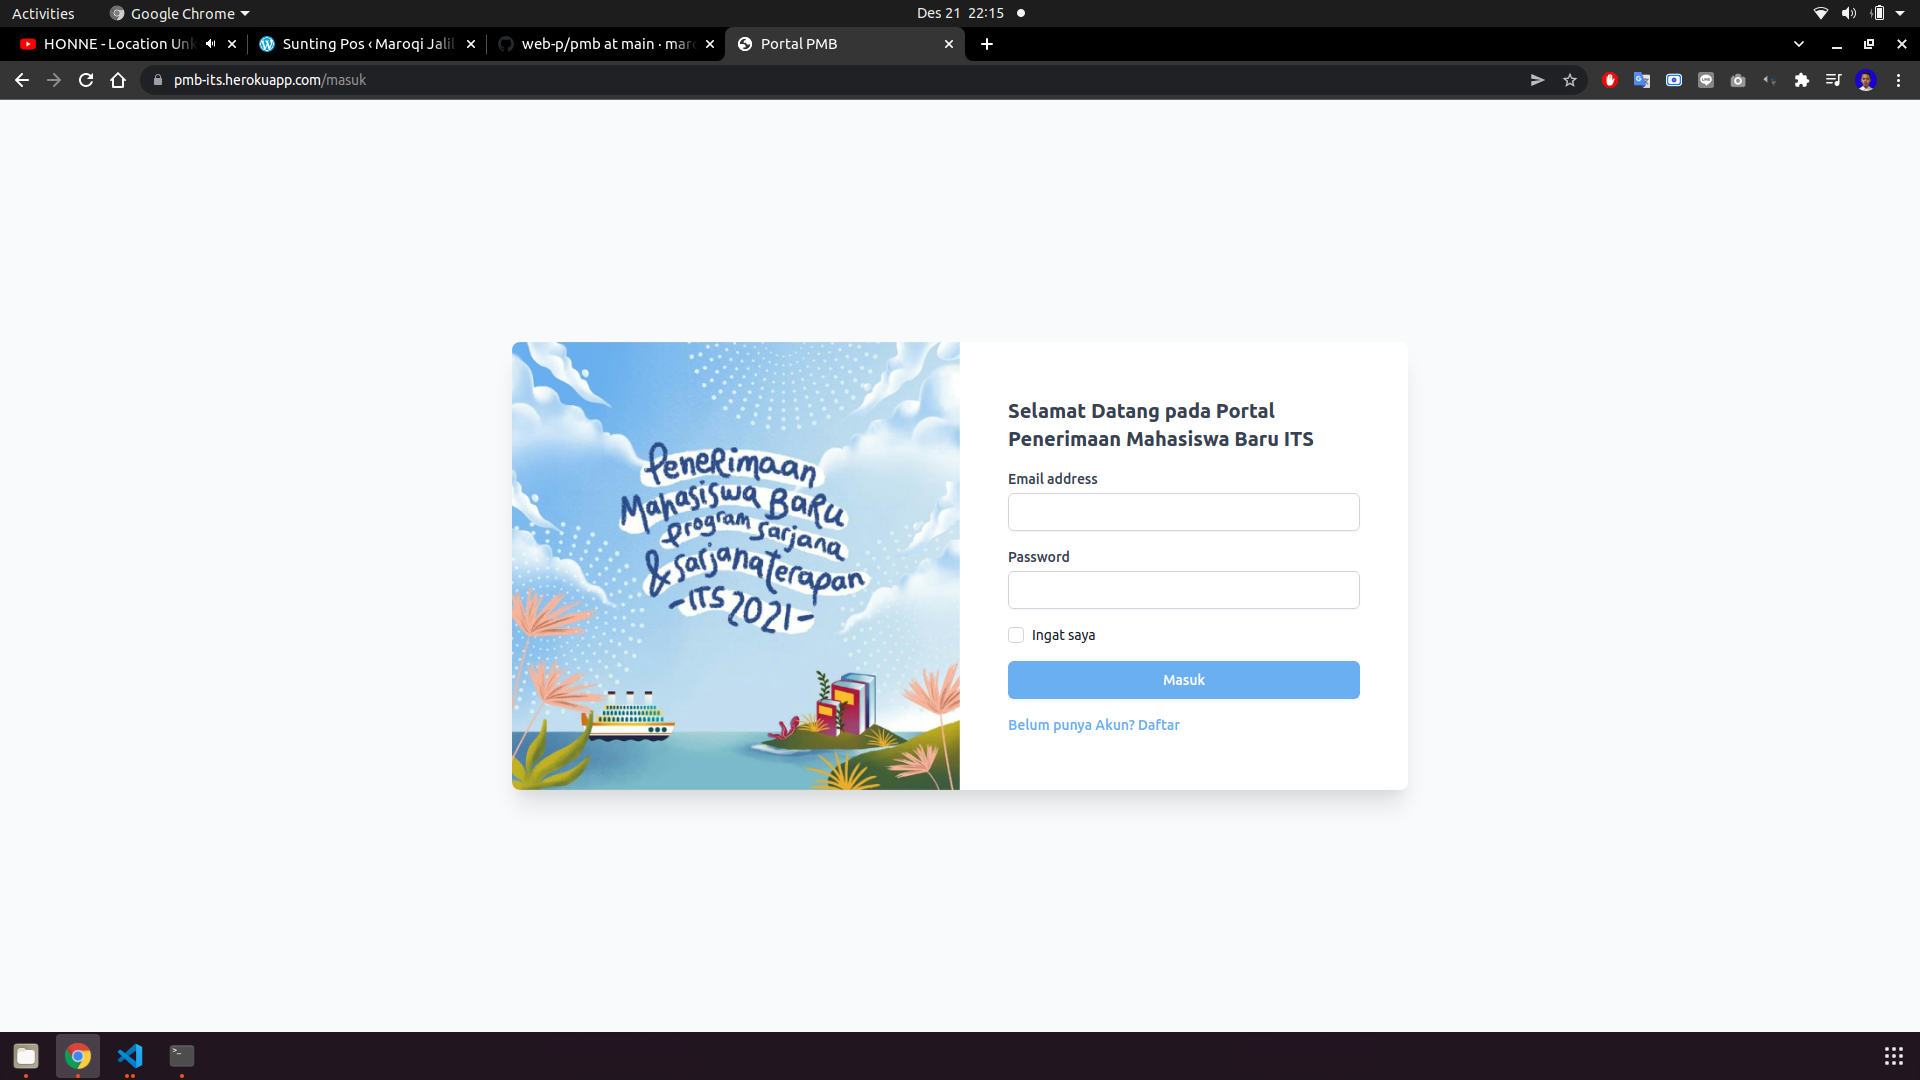 Activities
Google Chrome
Des 21 22:15
HONNE - Location Un
Sunting Pos ‹ Maroqi Jalil
web-p/pmb at main · mar
Portal PMB
pmb-its.herokuapp.com/masuk
Penerimaan
Mahasiswa Baru
Program Sarjana
& Sarjana Terapan
- ITS 2021 -
Selamat Datang pada Portal
Penerimaan Mahasiswa Baru ITS
Email address
Password
Ingat saya
Masuk
Belum punya Akun? Daftar